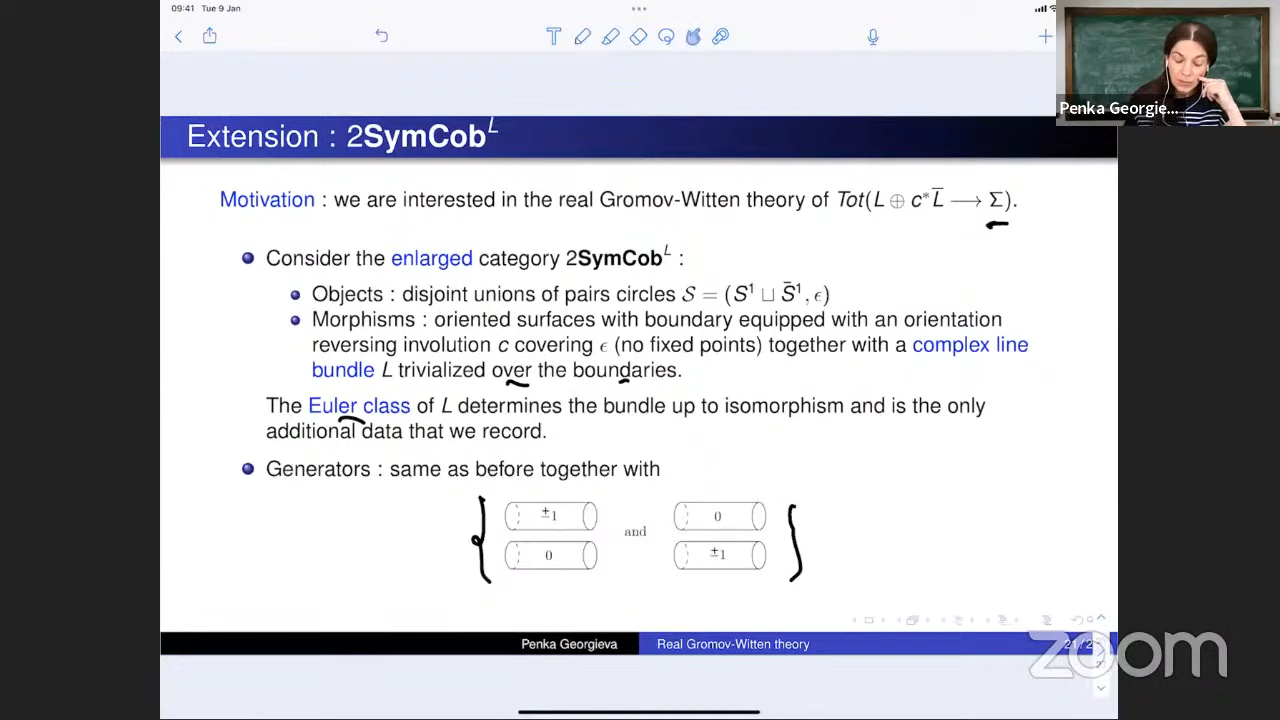 09:41 Tue 9 Jan
Extension : 2SymCob^L
Penka Georgie...
Motivation : we are interested in the real Gromov-Witten theory of Tot(L ⊕ c*L̅ ⟶ Σ).
Consider the enlarged category 2SymCob^L :
Objects : disjoint unions of pairs circles 𝒮 = (S¹ ⊔ S̄¹, ϵ)
Morphisms : oriented surfaces with boundary equipped with an orientation
reversing involution c covering ϵ (no fixed points) together with a complex line
bundle L trivialized over the boundaries.
The Euler class of L determines the bundle up to isomorphism and is the only
additional data that we record.
Generators : same as before together with
±1 0
and
0 ±1
Penka Georgieva Real Gromov-Witten theory
zoom